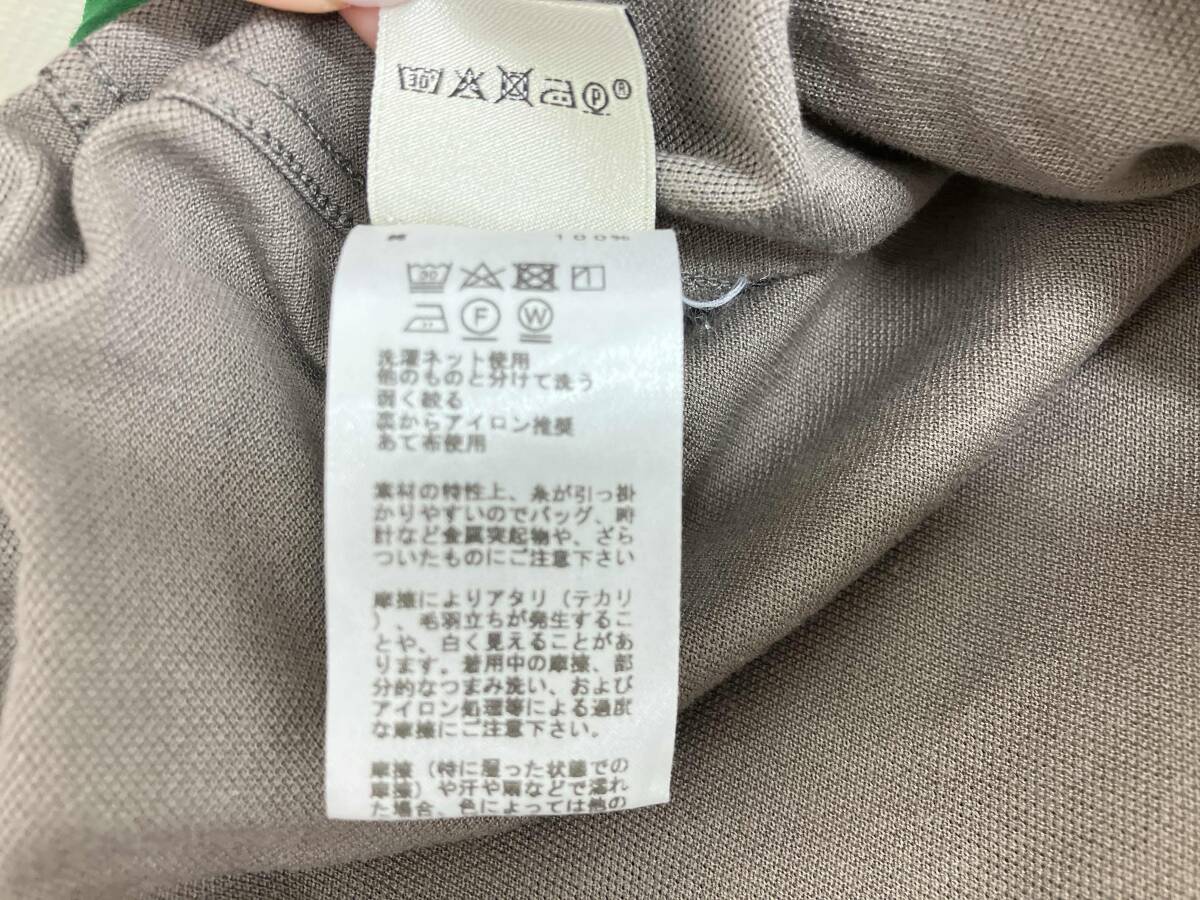 綿 100%
30
F W
洗濯ネット使用
他のものと分けて洗う
弱く絞る
裏からアイロン推奨
あて布使用
素材の特性上、糸が引っ掛
かりやすいのでバッグ、時
計など金属突起物や、ざら
ついたものにご注意下さい
摩擦によりアタリ（テカリ
）、毛羽立ちが発生するこ
とや、白く見えることがあ
ります。着用中の摩擦、部
分的なつまみ洗い、および
アイロン処理等による過度
な摩擦にご注意下さい。
摩擦（特に湿った状態での
摩擦）や汗や雨などで濡れ
た場合、色によっては他の